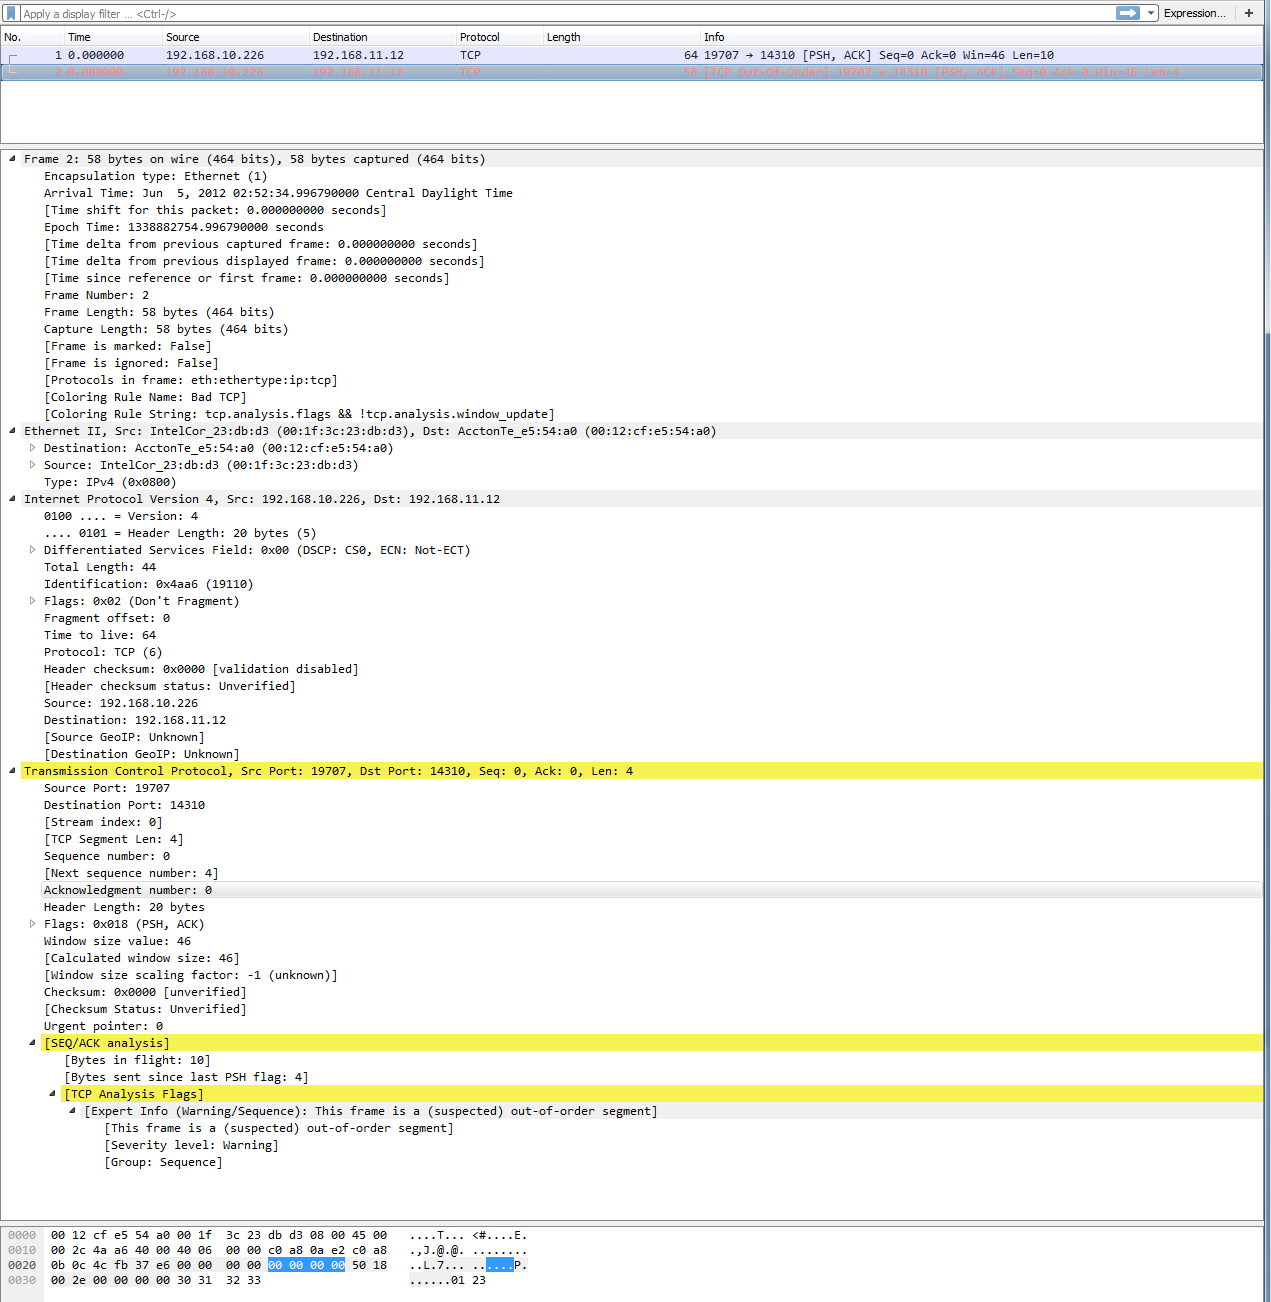 Apply a display filter ... <Ctrl-/> Expression... +
No. Time Source Destination Protocol Length Info
1 0.000000 192.168.10.226 192.168.11.12 TCP 64 19707 → 14310 [PSH, ACK] Seq=0 Ack=0 Win=46 Len=10
2 0.000000 192.168.10.226 192.168.11.12 TCP 58 [TCP Out-Of-Order] 19707 → 14310 [PSH, ACK] Seq=0 Ack=0 Win=46 Len=4
Frame 2: 58 bytes on wire (464 bits), 58 bytes captured (464 bits)
Encapsulation type: Ethernet (1)
Arrival Time: Jun  5, 2012 02:52:34.996790000 Central Daylight Time
[Time shift for this packet: 0.000000000 seconds]
Epoch Time: 1338882754.996790000 seconds
[Time delta from previous captured frame: 0.000000000 seconds]
[Time delta from previous displayed frame: 0.000000000 seconds]
[Time since reference or first frame: 0.000000000 seconds]
Frame Number: 2
Frame Length: 58 bytes (464 bits)
Capture Length: 58 bytes (464 bits)
[Frame is marked: False]
[Frame is ignored: False]
[Protocols in frame: eth:ethertype:ip:tcp]
[Coloring Rule Name: Bad TCP]
[Coloring Rule String: tcp.analysis.flags && !tcp.analysis.window_update]
Ethernet II, Src: IntelCor_23:db:d3 (00:1f:3c:23:db:d3), Dst: AcctonTe_e5:54:a0 (00:12:cf:e5:54:a0)
Destination: AcctonTe_e5:54:a0 (00:12:cf:e5:54:a0)
Source: IntelCor_23:db:d3 (00:1f:3c:23:db:d3)
Type: IPv4 (0x0800)
Internet Protocol Version 4, Src: 192.168.10.226, Dst: 192.168.11.12
0100 .... = Version: 4
.... 0101 = Header Length: 20 bytes (5)
Differentiated Services Field: 0x00 (DSCP: CS0, ECN: Not-ECT)
Total Length: 44
Identification: 0x4aa6 (19110)
Flags: 0x02 (Don't Fragment)
Fragment offset: 0
Time to live: 64
Protocol: TCP (6)
Header checksum: 0x0000 [validation disabled]
[Header checksum status: Unverified]
Source: 192.168.10.226
Destination: 192.168.11.12
[Source GeoIP: Unknown]
[Destination GeoIP: Unknown]
Transmission Control Protocol, Src Port: 19707, Dst Port: 14310, Seq: 0, Ack: 0, Len: 4
Source Port: 19707
Destination Port: 14310
[Stream index: 0]
[TCP Segment Len: 4]
Sequence number: 0
[Next sequence number: 4]
Acknowledgment number: 0
Header Length: 20 bytes
Flags: 0x018 (PSH, ACK)
Window size value: 46
[Calculated window size: 46]
[Window size scaling factor: -1 (unknown)]
Checksum: 0x0000 [unverified]
[Checksum Status: Unverified]
Urgent pointer: 0
[SEQ/ACK analysis]
[Bytes in flight: 10]
[Bytes sent since last PSH flag: 4]
[TCP Analysis Flags]
[Expert Info (Warning/Sequence): This frame is a (suspected) out-of-order segment]
[This frame is a (suspected) out-of-order segment]
[Severity level: Warning]
[Group: Sequence]
0000 00 12 cf e5 54 a0 00 1f 3c 23 db d3 08 00 45 00 ....T... <#....E.
0010 00 2c 4a a6 40 00 40 06 00 00 c0 a8 0a e2 c0 a8 .,J.@.@. ........
0020 0b 0c 4c fb 37 e6 00 00 00 00 00 00 00 00 50 18 ..L.7... ......P.
0030 00 2e 00 00 00 00 30 31 32 33 ......01 23